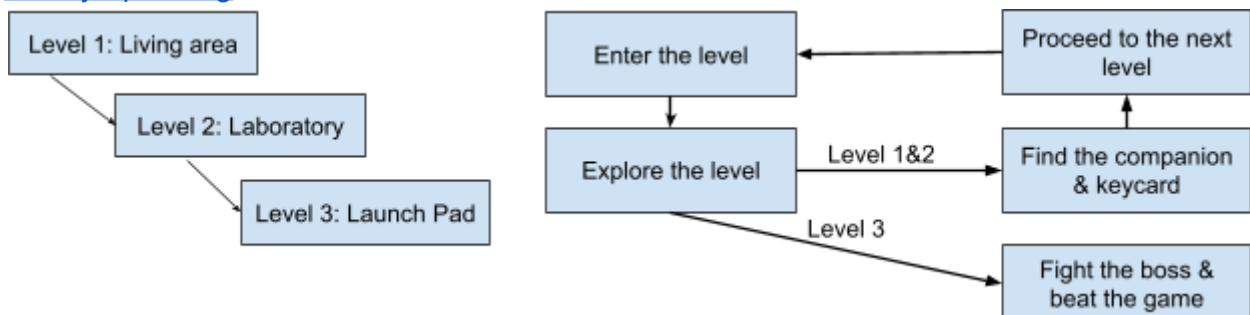 Level 1: Living area
Level 2: Laboratory
Level 3: Launch Pad
Enter the level
Proceed to the next
level
Explore the level
Level 1&2
Find the companion
& keycard
Level 3
Fight the boss &
beat the game